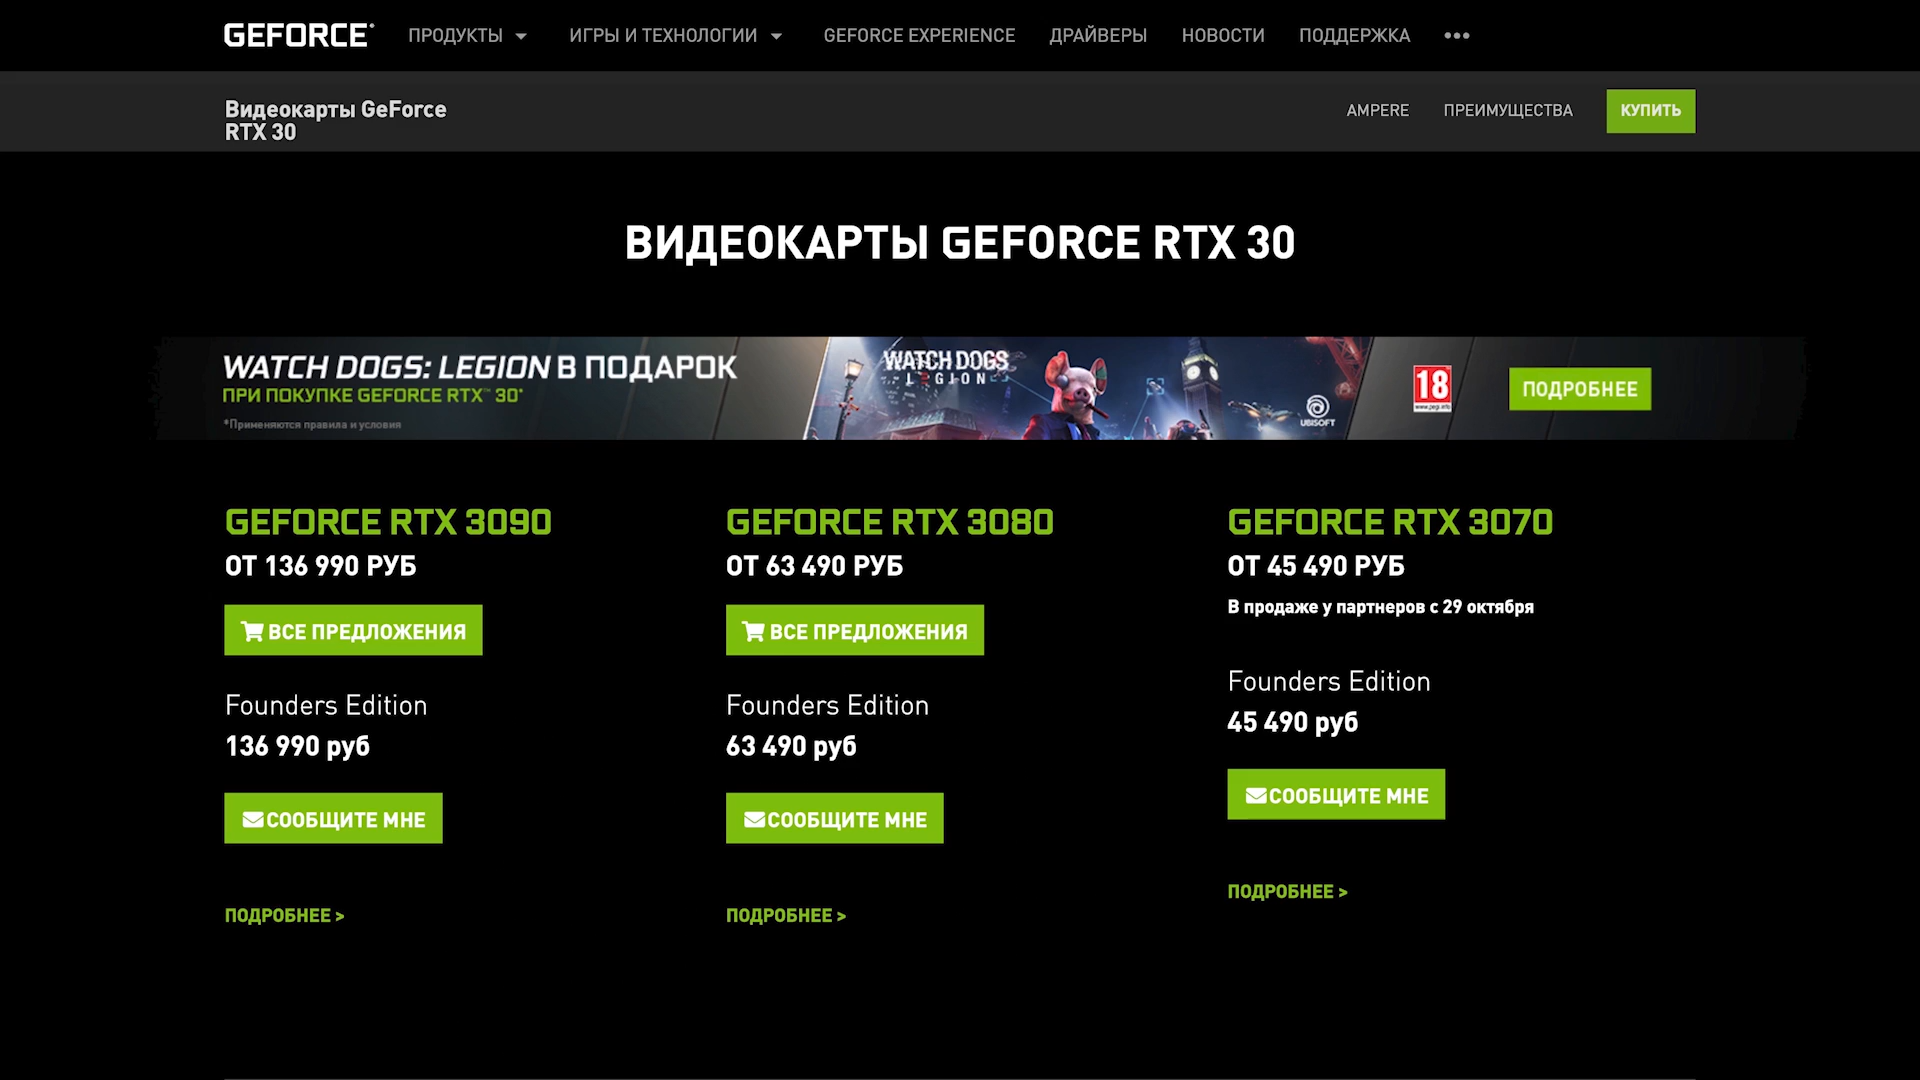 GEFORCE ПРОДУКТЫ ИГРЫ И ТЕХНОЛОГИИ GEFORCE EXPERIENCE ДРАЙВЕРЫ НОВОСТИ ПОДДЕРЖКА •••
Видеокарты GeForce
RTX 30
AMPERE ПРЕИМУЩЕСТВА КУПИТЬ
ВИДЕОКАРТЫ GEFORCE RTX 30
WATCH DOGS: LEGION В ПОДАРОК
ПРИ ПОКУПКЕ GEFORCE RTX™ 30*
*Применяются правила и условия
WATCH DOGS
LEGION
UBISOFT
18
www.pegi.info
ПОДРОБНЕЕ
GEFORCE RTX 3090
ОТ 136 990 РУБ
ВСЕ ПРЕДЛОЖЕНИЯ
Founders Edition
136 990 руб
СООБЩИТЕ МНЕ
ПОДРОБНЕЕ >
GEFORCE RTX 3080
ОТ 63 490 РУБ
ВСЕ ПРЕДЛОЖЕНИЯ
Founders Edition
63 490 руб
СООБЩИТЕ МНЕ
ПОДРОБНЕЕ >
GEFORCE RTX 3070
ОТ 45 490 РУБ
В продаже у партнеров с 29 октября
Founders Edition
45 490 руб
СООБЩИТЕ МНЕ
ПОДРОБНЕЕ >